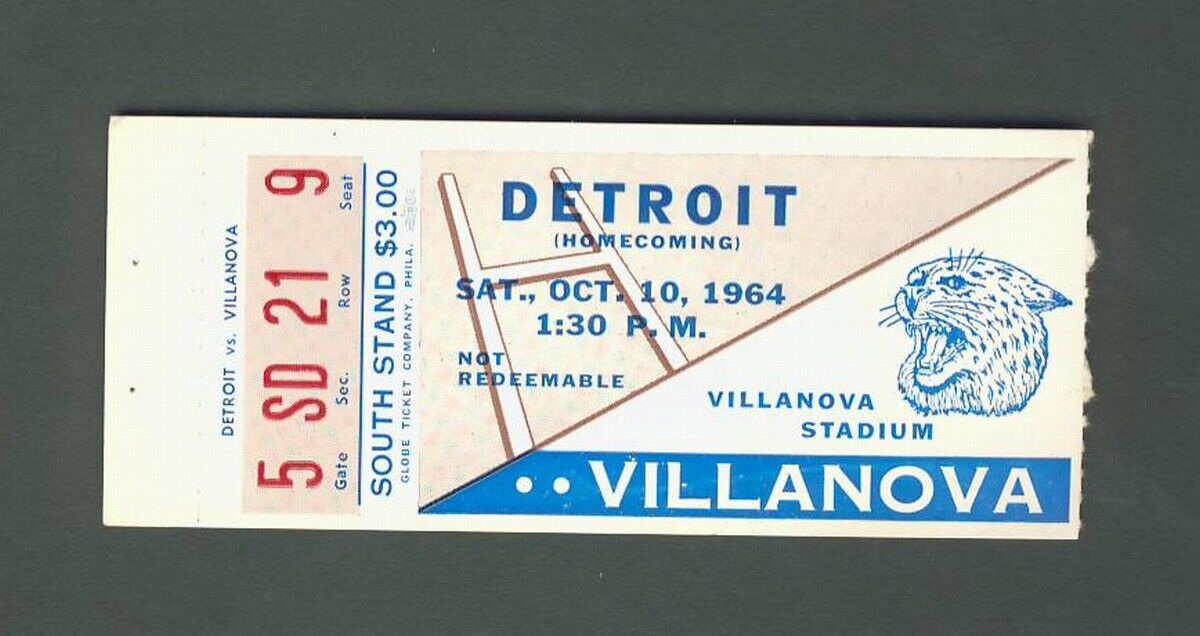 DETROIT vs. VILLANOVA
5 SD 21 9
Gate Sec. Row Seat
SOUTH STAND $3.00
GLOBE TICKET COMPANY, PHILA.
DETROIT
(HOMECOMING)
SAT., OCT. 10, 1964
1:30 P.M.
NOT
REDEEMABLE
VILLANOVA
STADIUM
••VILLANOVA